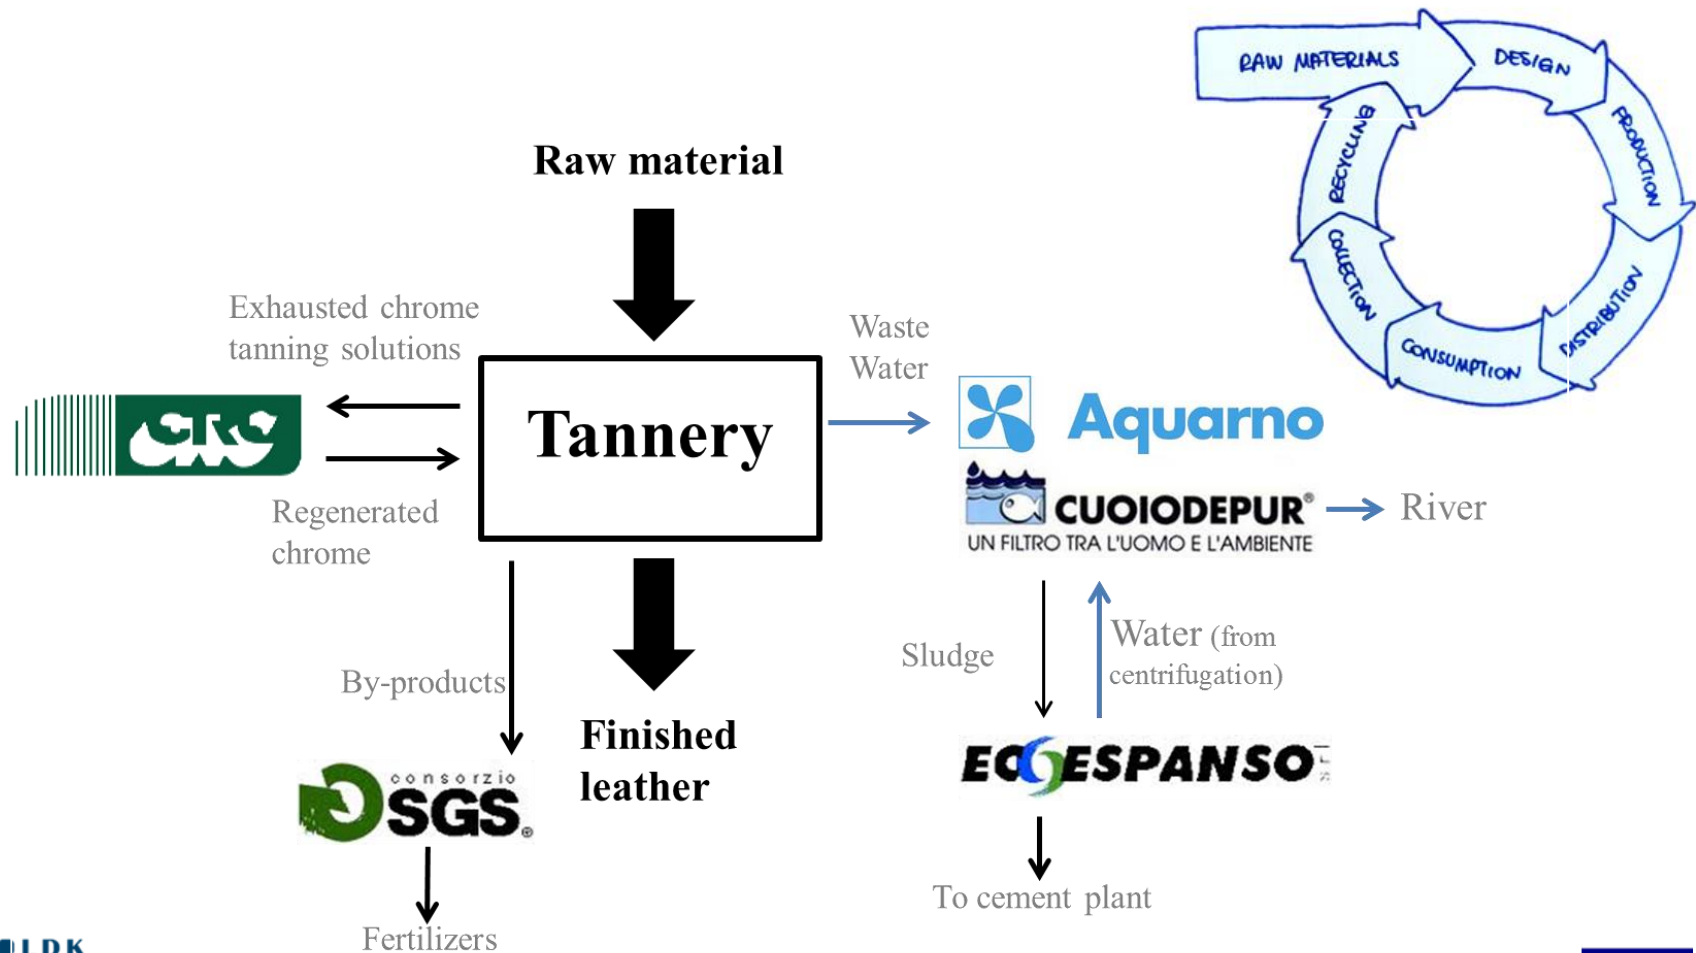 RAW MATERIALS
DESIGN
PRODUCTION
DISTRIBUTION
CONSUMPTION
COLLECTION
RECYCLING
Raw material
Exhausted chrome
tanning solutions
Waste
Water
CRC
Tannery
Aquarno
Regenerated
chrome
CUOIODEPUR®
UN FILTRO TRA L'UOMO E L'AMBIENTE
River
By-products
Sludge
Water (from
centrifugation)
Finished
leather
consorzio
SGS®
ECOESPANSO
To cement plant
Fertilizers
LDK